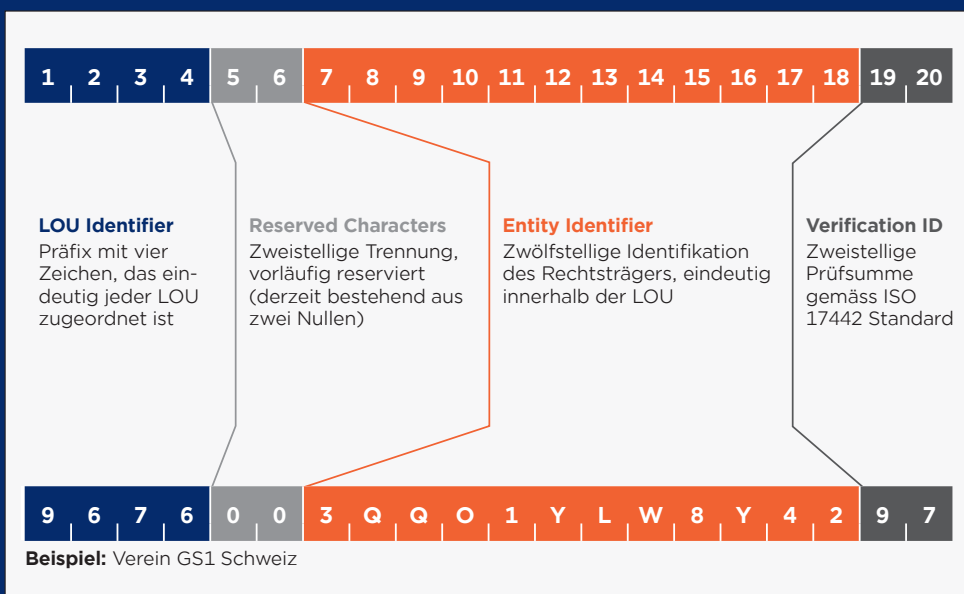 1 2 3 4 5 6 7 8 9 10 11 12 13 14 15 16 17 18 19 20
LOU Identifier
Präfix mit vier
Zeichen, das ein-
deutig jeder LOU
zugeordnet ist
Reserved Characters
Zweistellige Trennung,
vorläufig reserviert
(derzeit bestehend aus
zwei Nullen)
Entity Identifier
Zwölfstellige Identifikation
des Rechtsträgers, eindeutig
innerhalb der LOU
Verification ID
Zweistellige
Prüfsumme
gemäss ISO
17442 Standard
9 6 7 6 0 0 3 Q Q O 1 Y L W 8 Y 4 2 9 7
Beispiel: Verein GS1 Schweiz